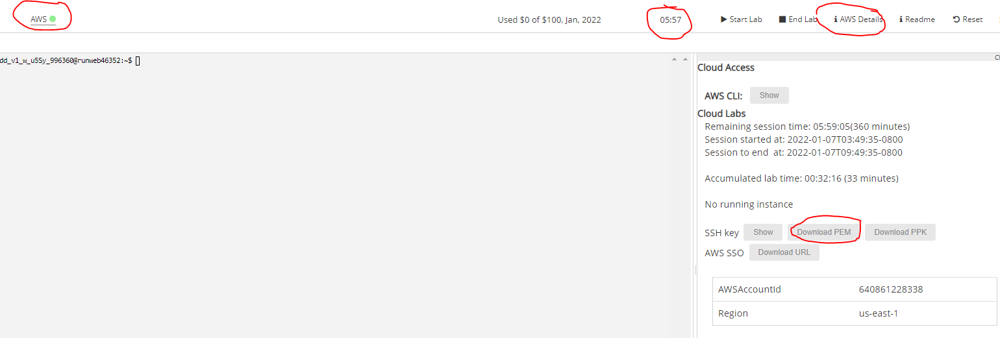 AWS Used $0 of $100, Jan, 2022 05:57 Start Lab End Lab AWS Details Readme Reset
dd_v1_w_u5Sy_996360@runweb46352:~$
Cloud Access
AWS CLI: Show
Cloud Labs
Remaining session time: 05:59:05(360 minutes)
Session started at: 2022-01-07T03:49:35-0800
Session to end at: 2022-01-07T09:49:35-0800
Accumulated lab time: 00:32:16 (33 minutes)
No running instance
SSH key Show Download PEM Download PPK
AWS SSO Download URL
AWSAccountId 640861228338
Region us-east-1